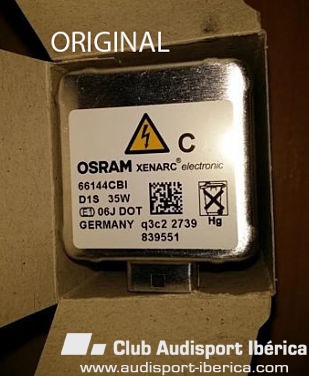 ORIGINAL
C
OSRAM XENARC® electronic
66144CBI
D1S 35W
E1 06J DOT
GERMANY q3c2 2739
839551
Hg
Club Audisport Ibérica
www.audisport-iberica.com